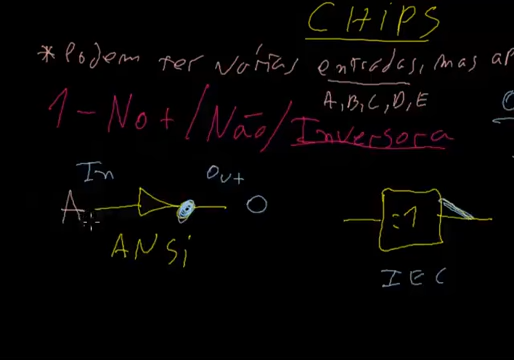 CHIPS
*Podem ter várias entradas, mas ap
A, B, C, D, E
1 - Not / Não / Inversora
In Out
A O
=1
ANSi
IEC